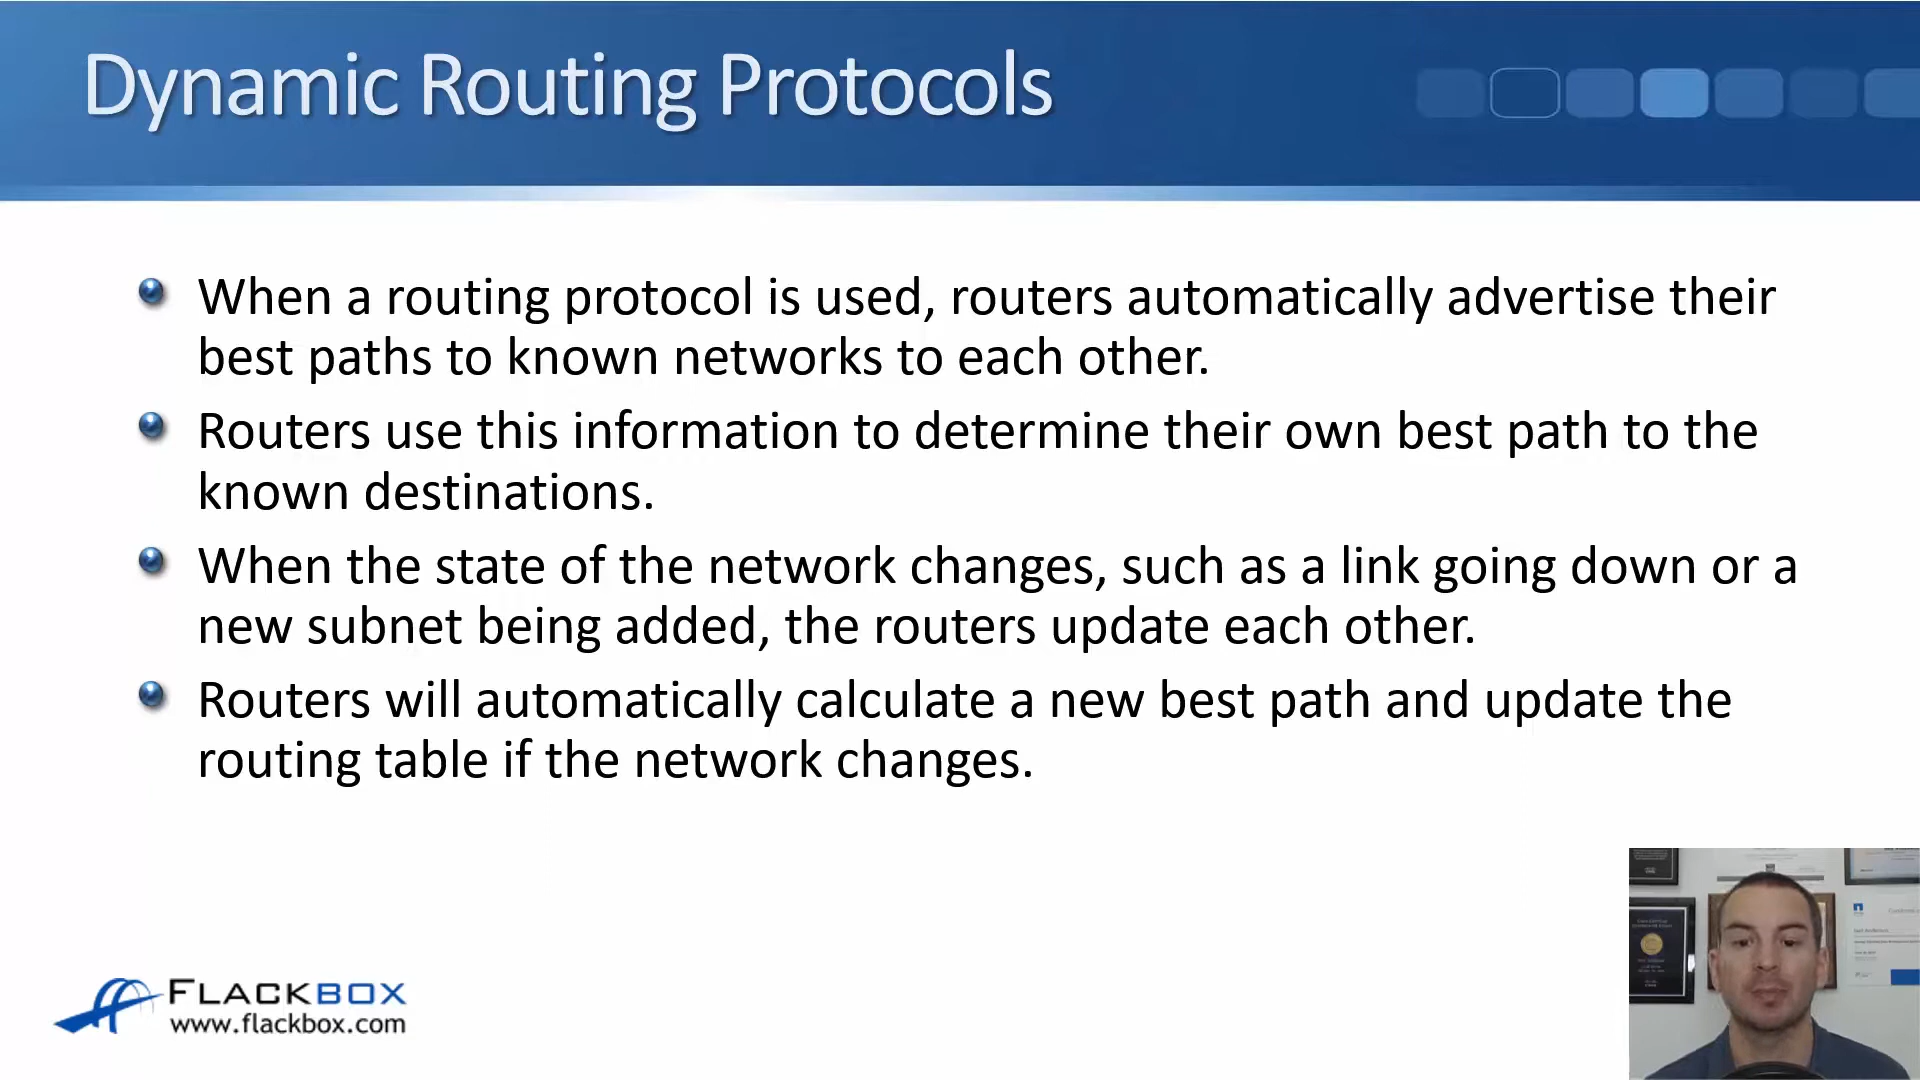 Dynamic Routing Protocols
When a routing protocol is used, routers automatically advertise their
best paths to known networks to each other.
Routers use this information to determine their own best path to the
known destinations.
When the state of the network changes, such as a link going down or a
new subnet being added, the routers update each other.
Routers will automatically calculate a new best path and update the
routing table if the network changes.
FLACKBOX
www.flackbox.com